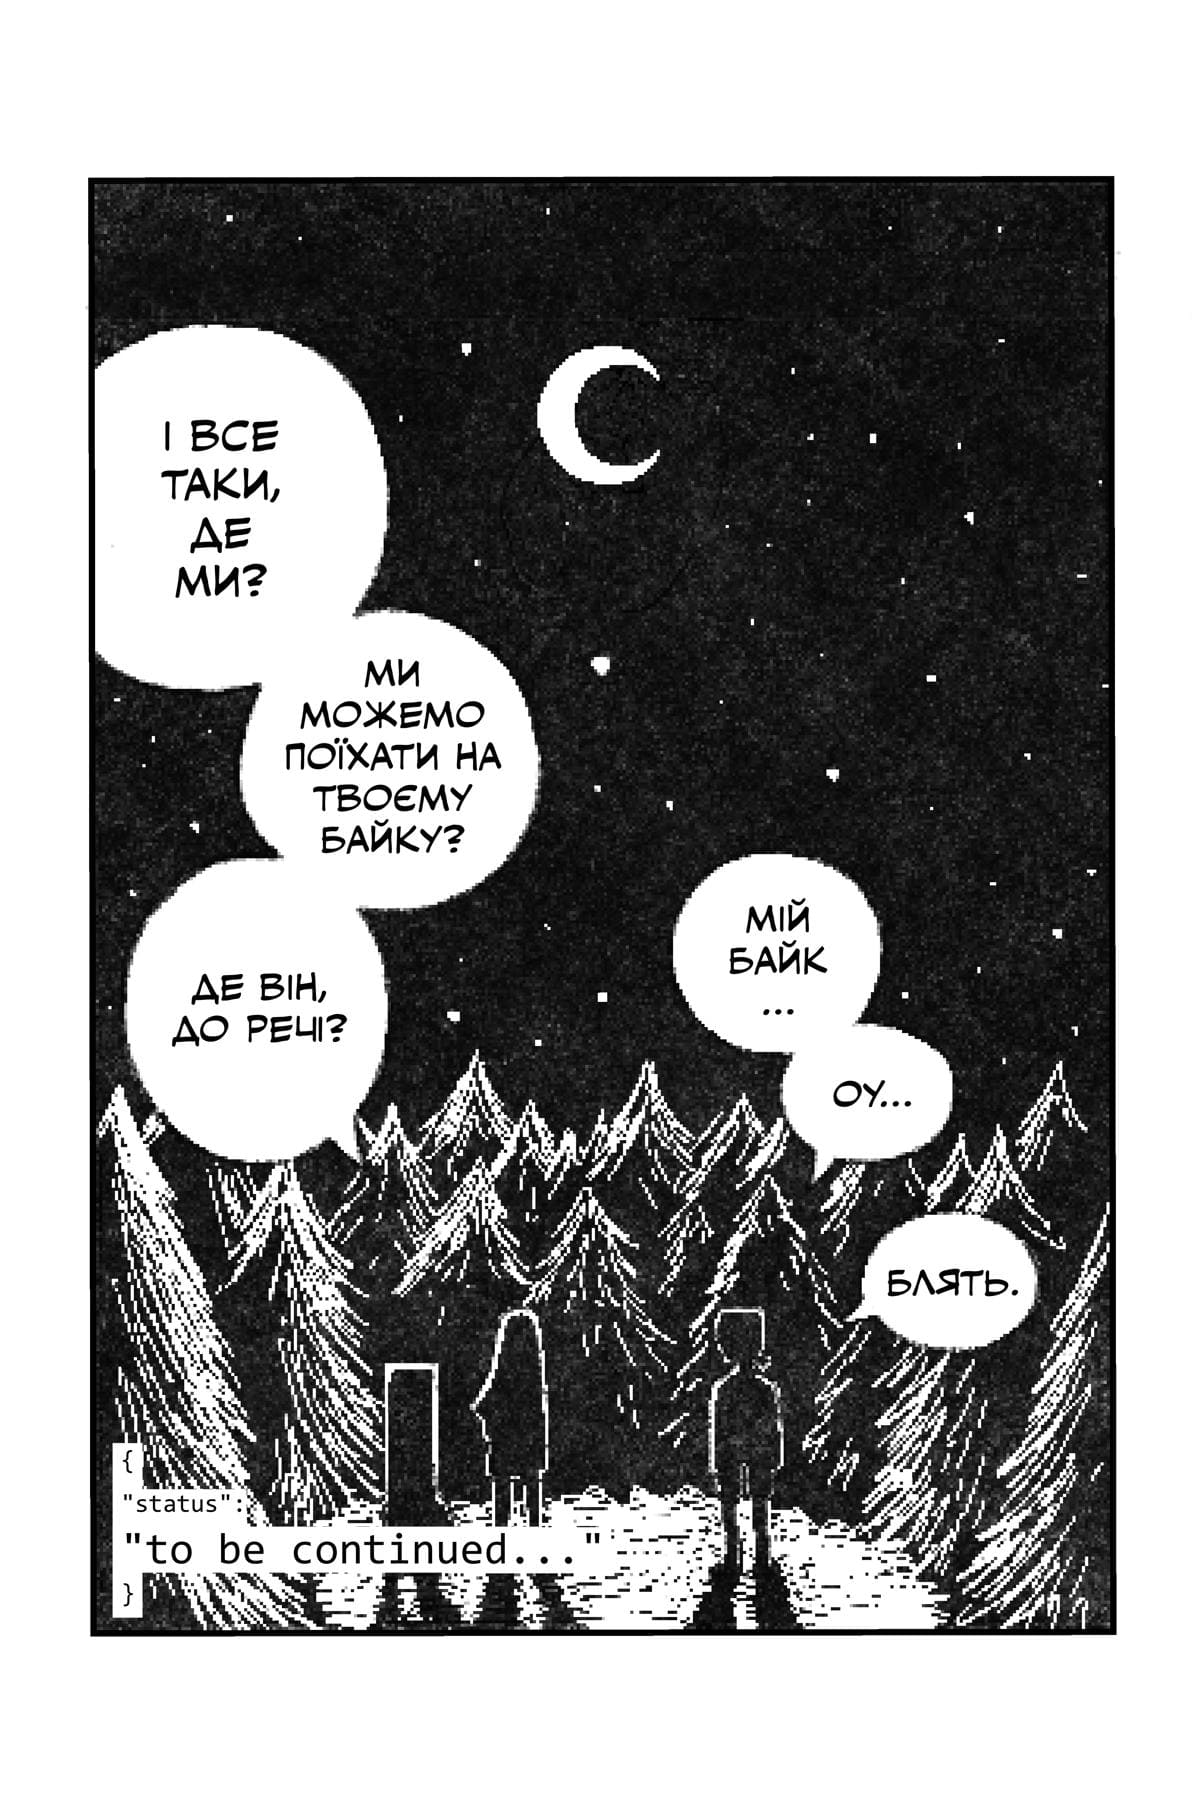 І ВСЕ
ТАКИ,
ДЕ
МИ?
МИ
МОЖЕМО
ПОЇХАТИ НА
ТВОЄМУ
БАЙКУ?
ДЕ ВІН,
ДО РЕЧІ?
МІЙ
БАЙК
...
ОУ...
БЛЯТЬ.
{
"status":
"to be continued..."
}